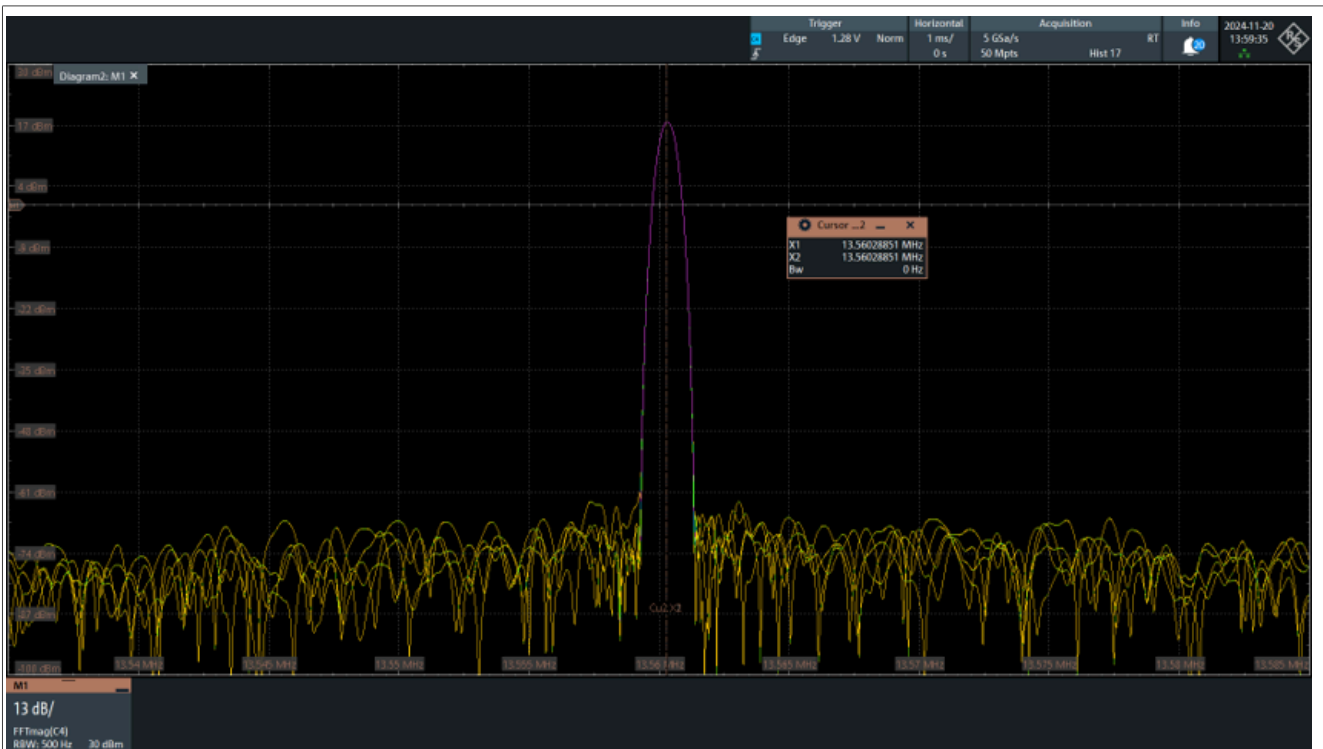 Trigger Horizontal Acquisition Info 2024-11-20
C4 Edge 1.28 V Norm 1 ms/ 5 GSa/s RT 20 13:59:35
0 s 50 Mpts Hist 17
30 dBm Diagram2: M1
17 dBm
4 dBm
M1
Cursor ...2
X1 13.56028851 MHz
-9 dBm X2 13.56028851 MHz
Bw 0 Hz
-22 dBm
-35 dBm
-48 dBm
-61 dBm
-74 dBm
Cu2.X2
-87 dBm
-100 dBm 13.54 MHz 13.545 MHz 13.55 MHz 13.555 MHz 13.56 MHz 13.565 MHz 13.57 MHz 13.575 MHz 13.58 MHz 13.585 MHz
M1
13 dB/
FFTmag(C4)
RBW: 500 Hz 30 dBm